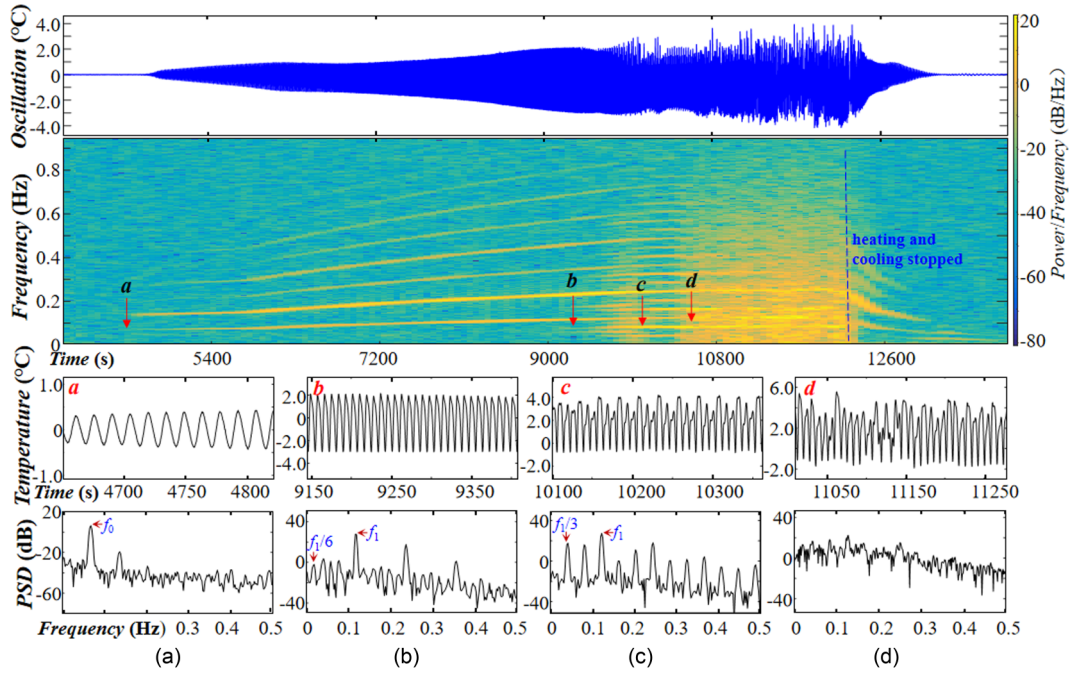 Oscillation (°C)
4.0
2.0
0
-2.0
-4.0
5400 7200 9000 10800 12600
Frequency (Hz)
0.8
0.6
0.4
0.2
0
a
b
c
d
heating and
cooling stopped
20
0
-20
-40
-60
-80
Power/Frequency (dB/Hz)
Time (s) 5400 7200 9000 10800 12600
Temperature (°C)
1.0
0
-1.0
a
Time (s) 4700 4750 4800
2.0
0
-2.0
-4.0
b
9150 9250 9350
4.0
2.0
0
-2.0
c
10100 10200 10300
6.0
2.0
-2.0
d
11050 11150 11250
PSD (dB)
20
-20
-60
f0
Frequency (Hz) 0.2 0.3 0.4 0.5
40
0
-40
f1/6
f1
0 0.1 0.2 0.3 0.4 0.5
40
0
-40
f1/3
f1
0 0.1 0.2 0.3 0.4 0.5
40
0
40
0 0.1 0.2 0.3 0.4 0.5
(a) (b) (c) (d)